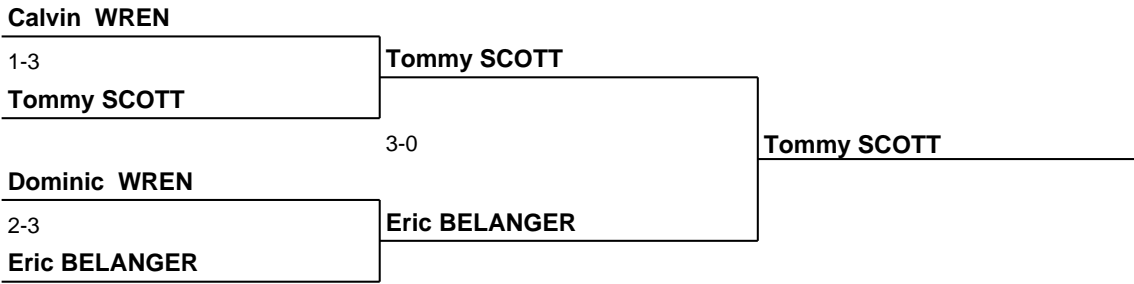 Calvin  WREN
1-3
Tommy SCOTT
Tommy SCOTT
3-0
Tommy SCOTT
Dominic  WREN
2-3
Eric BELANGER
Eric BELANGER